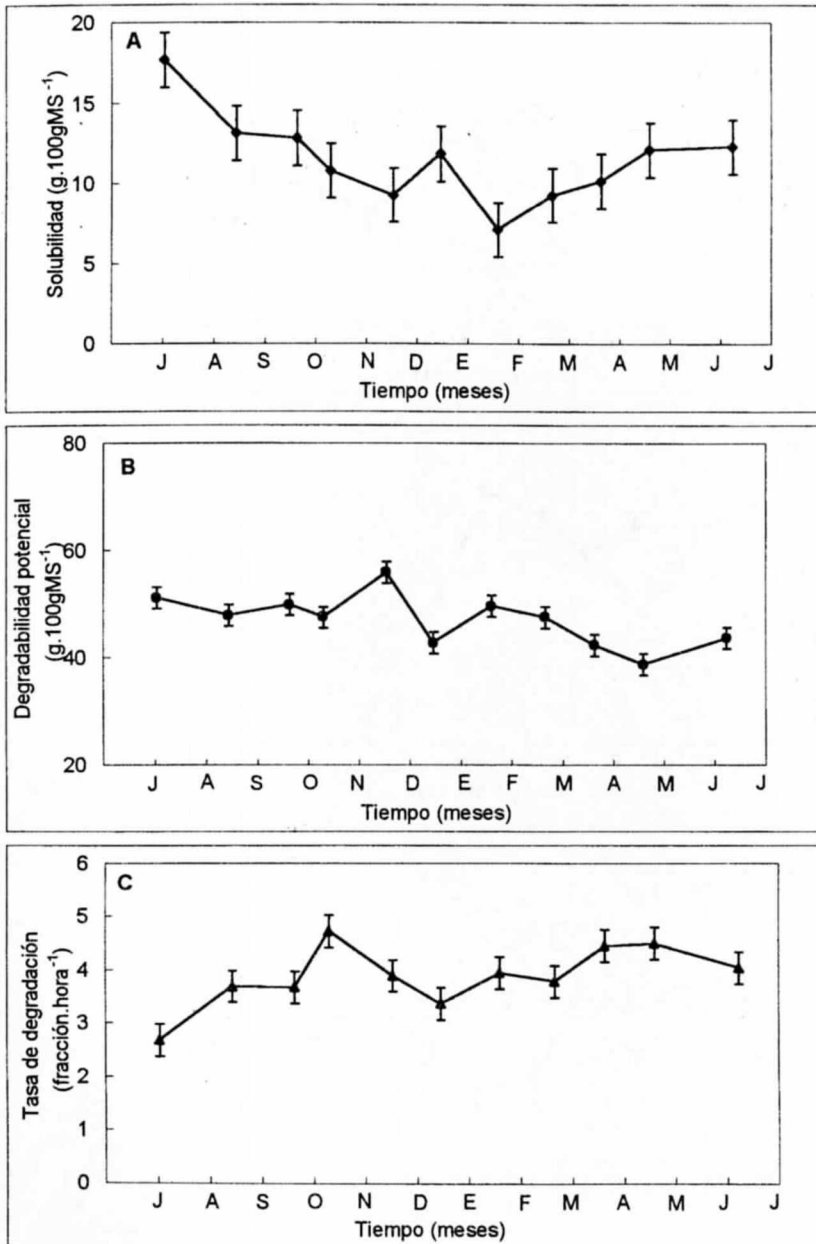 A
Solubilidad (g.100gMS⁻¹)
20
15
10
5
0
J A S O N D E F M A M J J
Tiempo (meses)
B
Degradabilidad potencial
(g.100gMS⁻¹)
80
60
40
20
J A S O N D E F M A M J J
Tiempo (meses)
C
Tasa de degradación
(fracción.hora⁻¹)
6
5
4
3
2
1
0
J A S O N D E F M A M J J
Tiempo (meses)